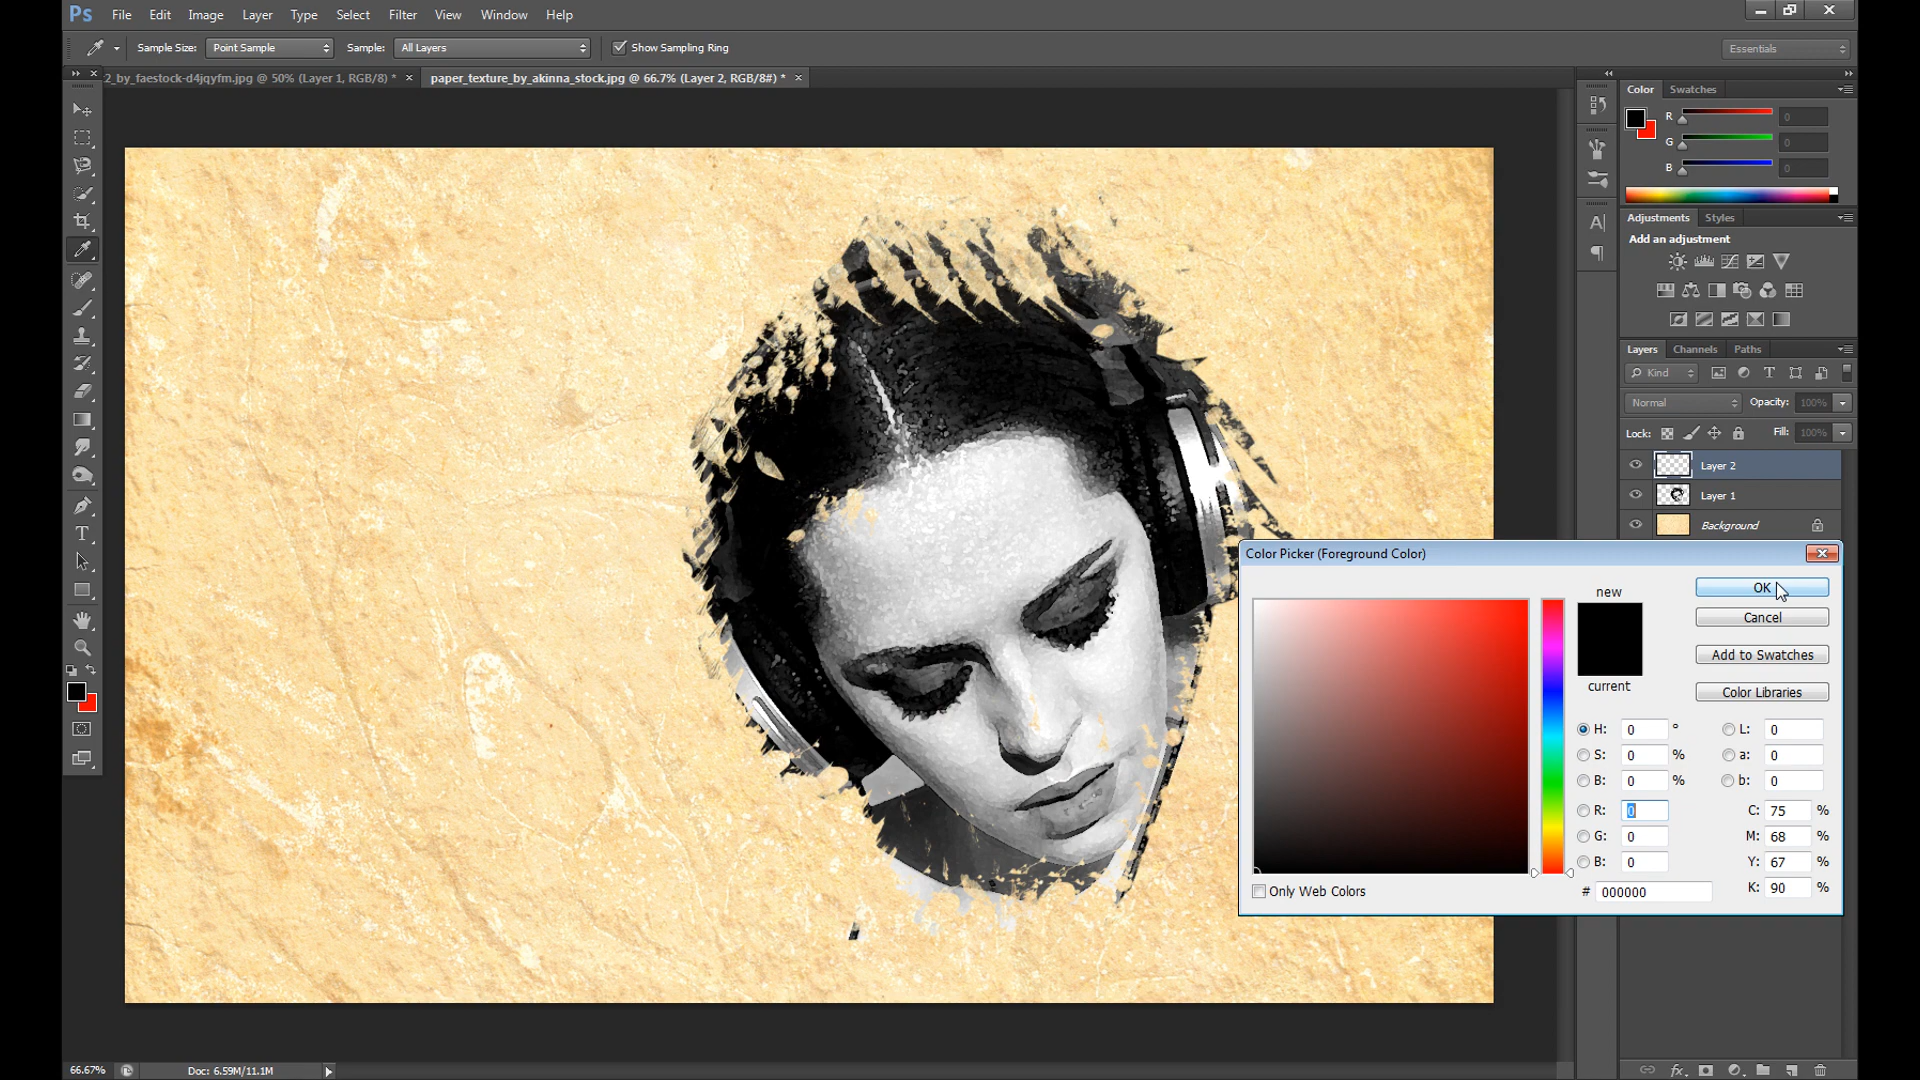 Ps File Edit Image Layer Type Select Filter View Window Help
Sample Size: Point Sample Sample: All Layers Show Sampling Ring Essentials
2_by_faestock-d4jqyfm.jpg @ 50% (Layer 1, RGB/8) * × paper_texture_by_akinna_stock.jpg @ 66.7% (Layer 2, RGB/8#) * ×
Color Swatches
R 0
G 0
B 0
Adjustments Styles
Add an adjustment
Layers Channels Paths
Kind
Normal Opacity: 100%
Lock: Fill: 100%
Layer 2
Layer 1
Background
Color Picker (Foreground Color)
new
OK
Cancel
Add to Swatches
current
Color Libraries
H: 0 ° L: 0
S: 0 % a: 0
B: 0 % b: 0
R: 0 C: 75 %
G: 0 M: 68 %
B: 0 Y: 67 %
# 000000 K: 90 %
Only Web Colors
66.67% Doc: 6.59M/11.1M